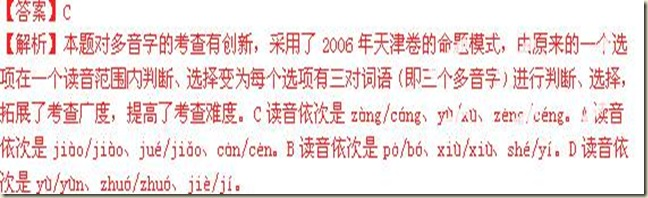 【答案】C
【解析】本题对多音字的考查有创新，采用了 2006 年天津卷的命题模式，由原来的一个选
项在一个读音范围内判断、选择变为每个选项有三对词语（即三个多音字）进行判断、选择，
拓展了考查广度，提高了考查难度。C 读音依次是 zàng/cáng、yù/xù、zèng/céng。A 读音
依次是 jiào/jiào、jué/jiǎo、cān/cēn。B 读音依次是 pò/bó、xiù/xiù、shé/yí。D 读音依
次是 yù/yùn、zhuó/zhuó、jiè/jí。